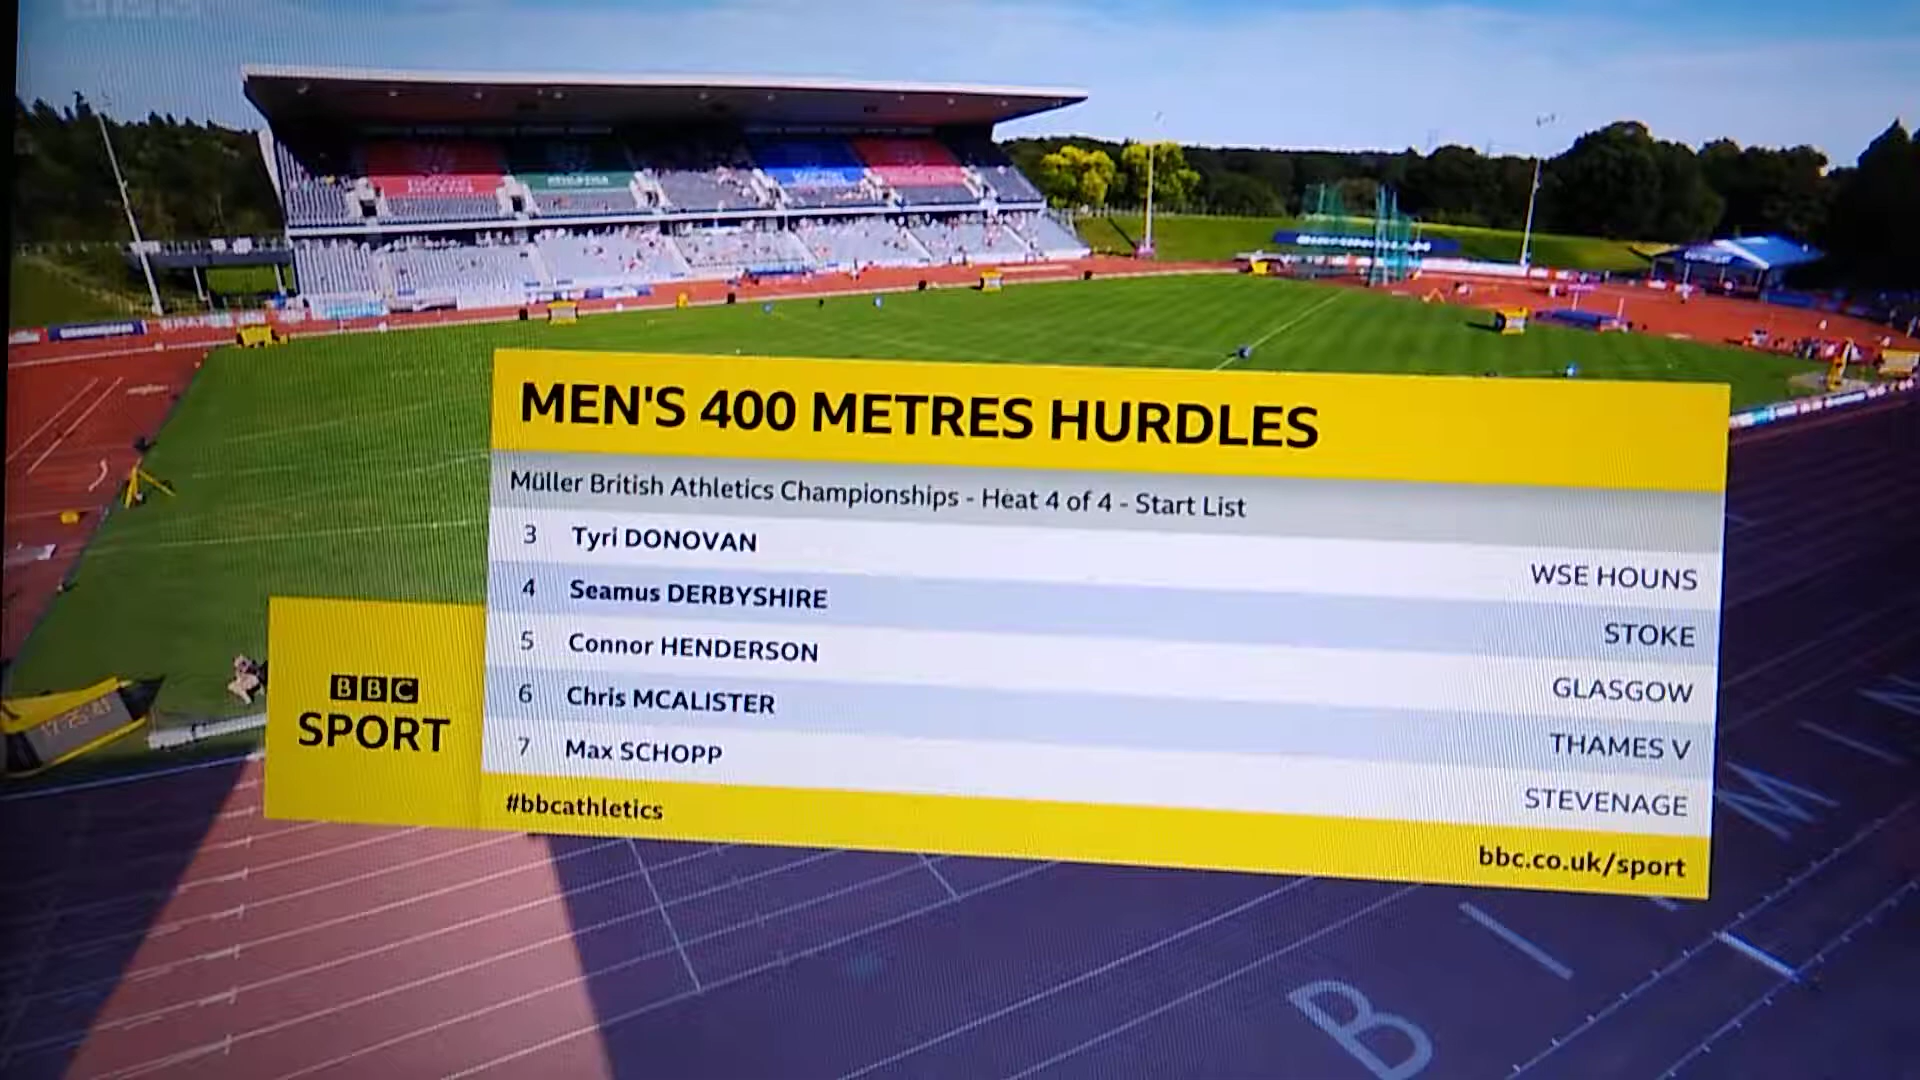 MEN'S 400 METRES HURDLES
Müller British Athletics Championships - Heat 4 of 4 - Start List
3 Tyri DONOVAN WSE HOUNS
4 Seamus DERBYSHIRE STOKE
5 Connor HENDERSON GLASGOW
6 Chris MCALISTER THAMES V
7 Max SCHOPP STEVENAGE
BBC
SPORT
#bbcathletics
bbc.co.uk/sport
B I M